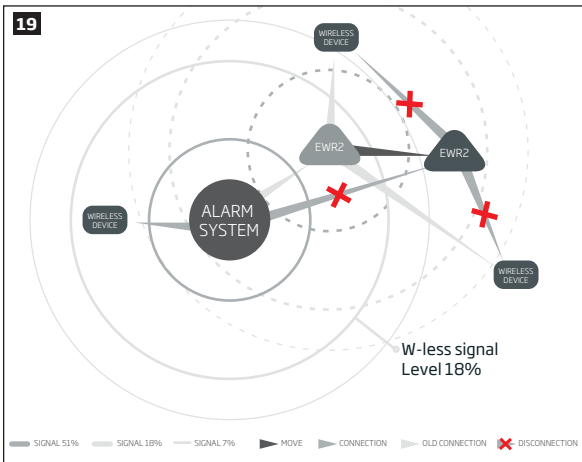 19
WIRELESS
DEVICE
EWR2
EWR2
ALARM
SYSTEM
WIRELESS
DEVICE
WIRELESS
DEVICE
W-less signal
Level 18%
SIGNAL 51% SIGNAL 18% SIGNAL 7% MOVE CONNECTION OLD CONNECTION DISCONNECTION